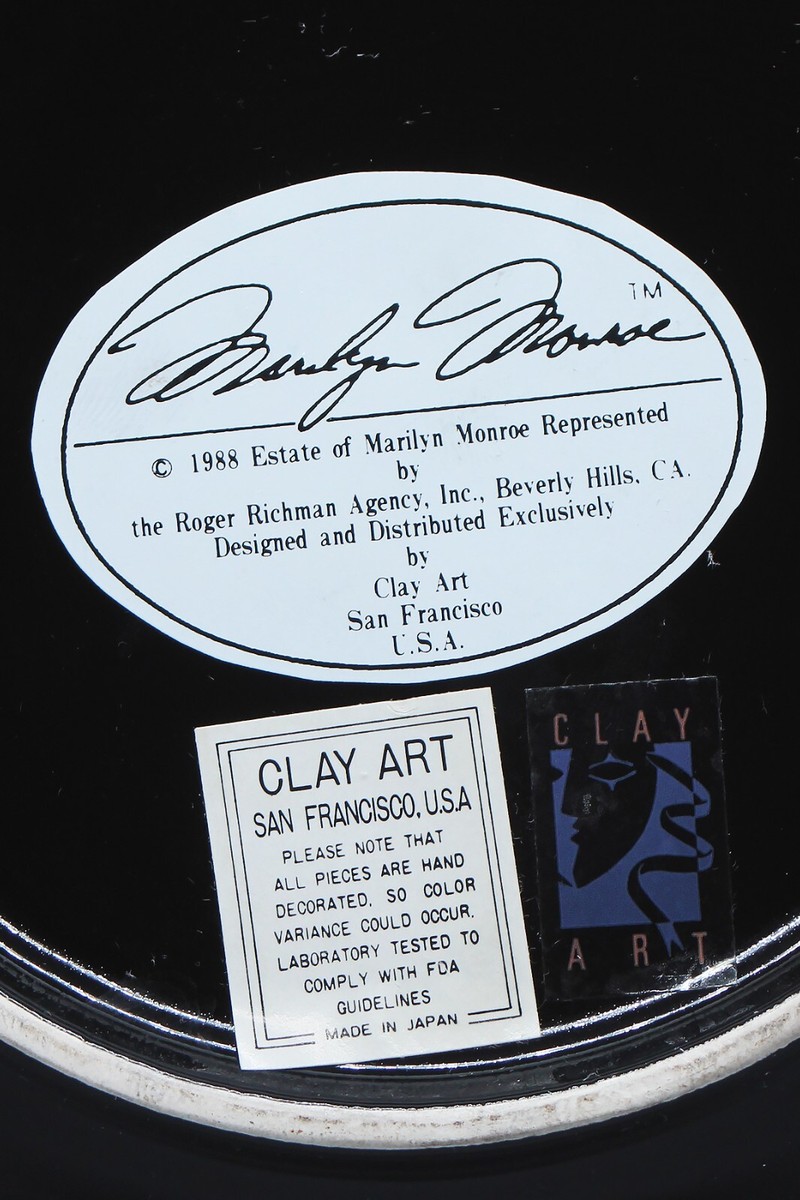 Marilyn Monroe TM
© 1988 Estate of Marilyn Monroe Represented
by
the Roger Richman Agency, Inc., Beverly Hills, CA.
Designed and Distributed Exclusively
by
Clay Art
San Francisco
U.S.A.
CLAY ART
SAN FRANCISCO, U.S.A
PLEASE NOTE THAT
ALL PIECES ARE HAND
DECORATED, SO COLOR
VARIANCE COULD OCCUR.
LABORATORY TESTED TO
COMPLY WITH FDA
GUIDELINES
MADE IN JAPAN
CLAY
ART